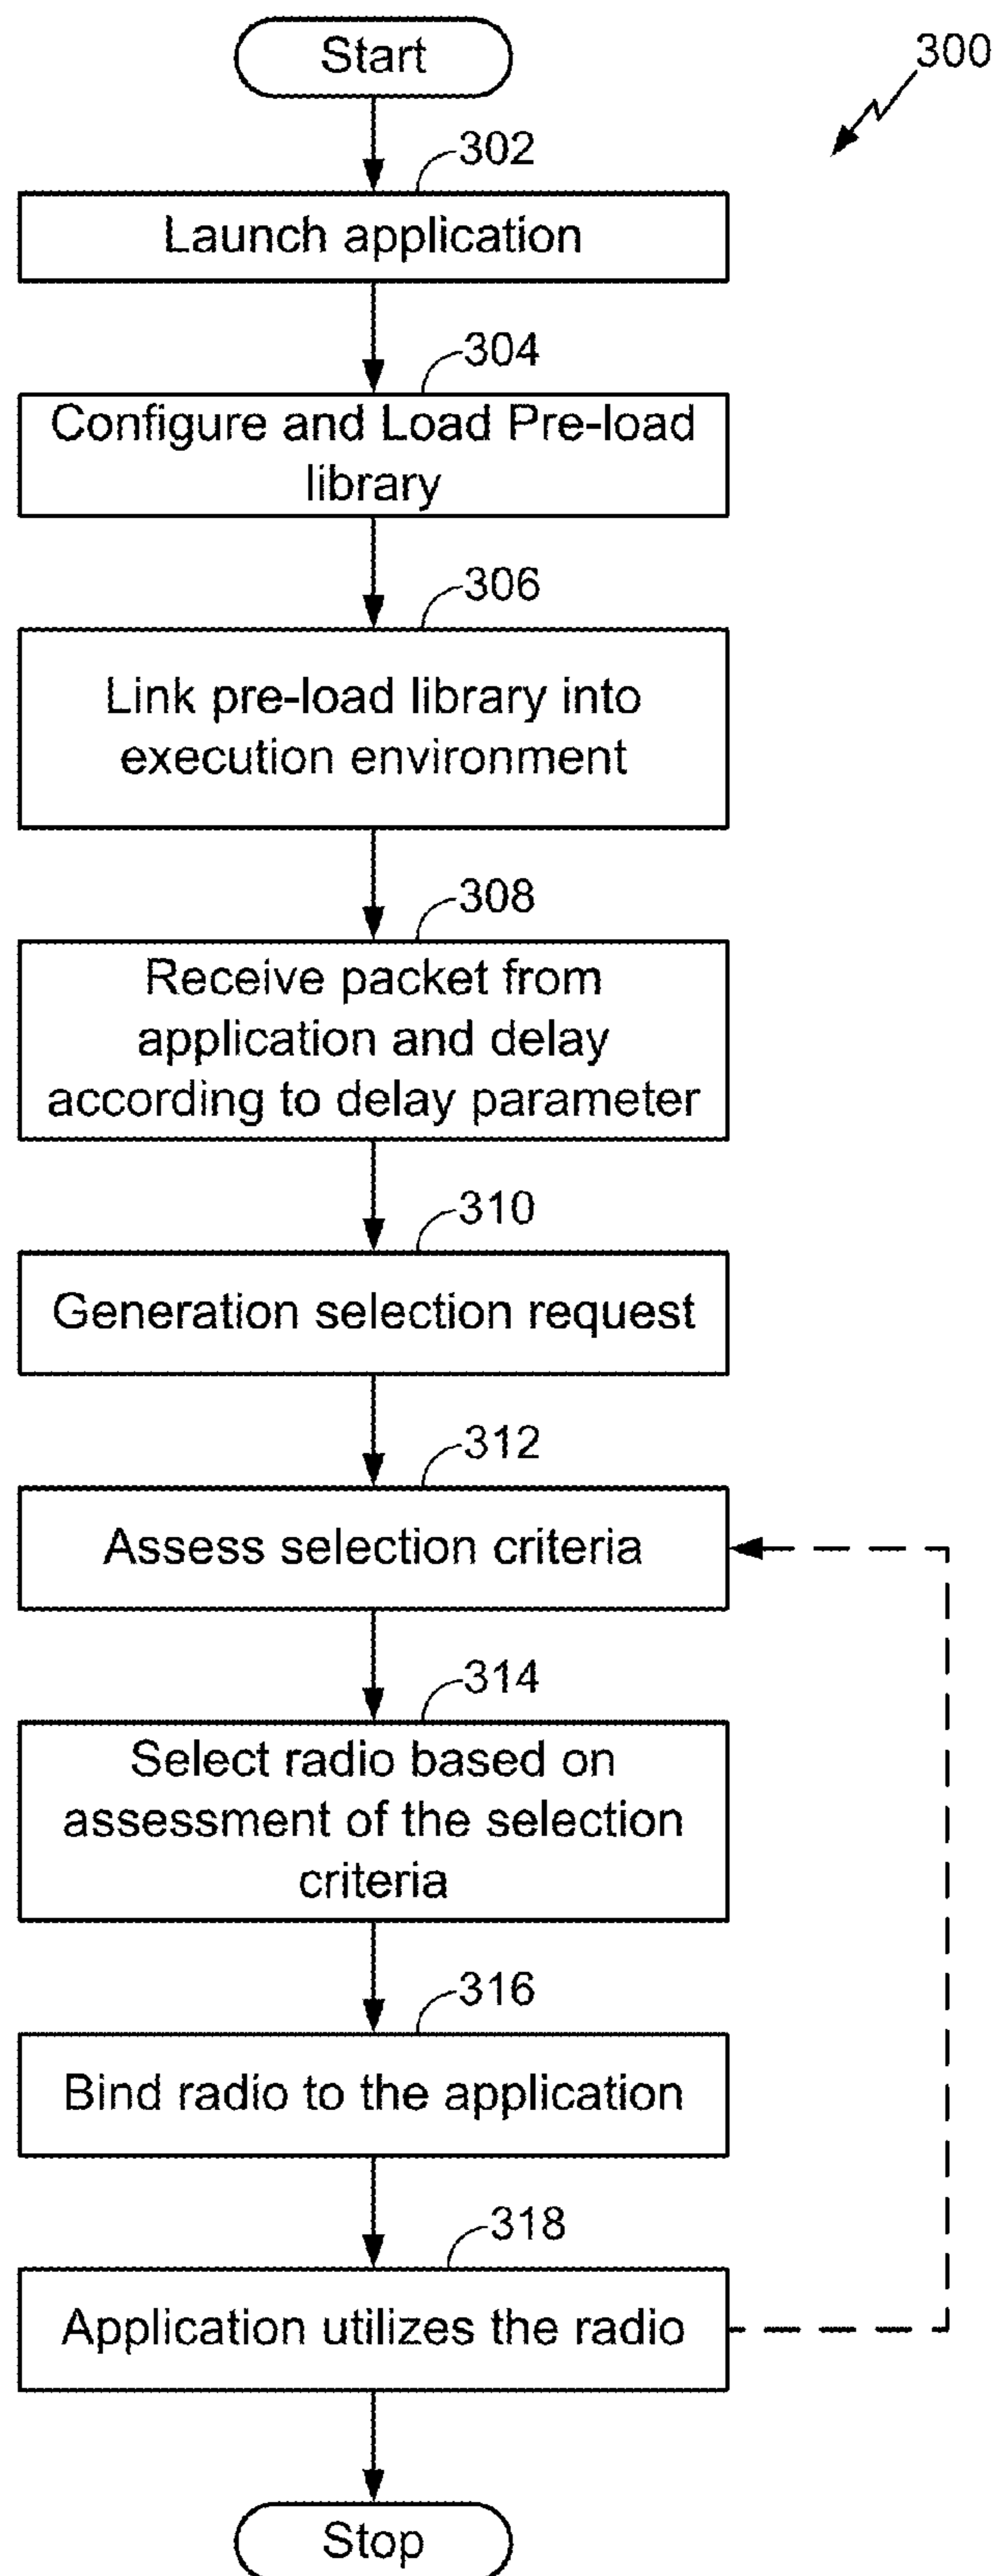 Start
300
302
Launch application
304
Configure and Load Pre-load
library
306
Link pre-load library into
execution environment
308
Receive packet from
application and delay
according to delay parameter
310
Generation selection request
312
Assess selection criteria
314
Select radio based on
assessment of the selection
criteria
316
Bind radio to the application
318
Application utilizes the radio
Stop